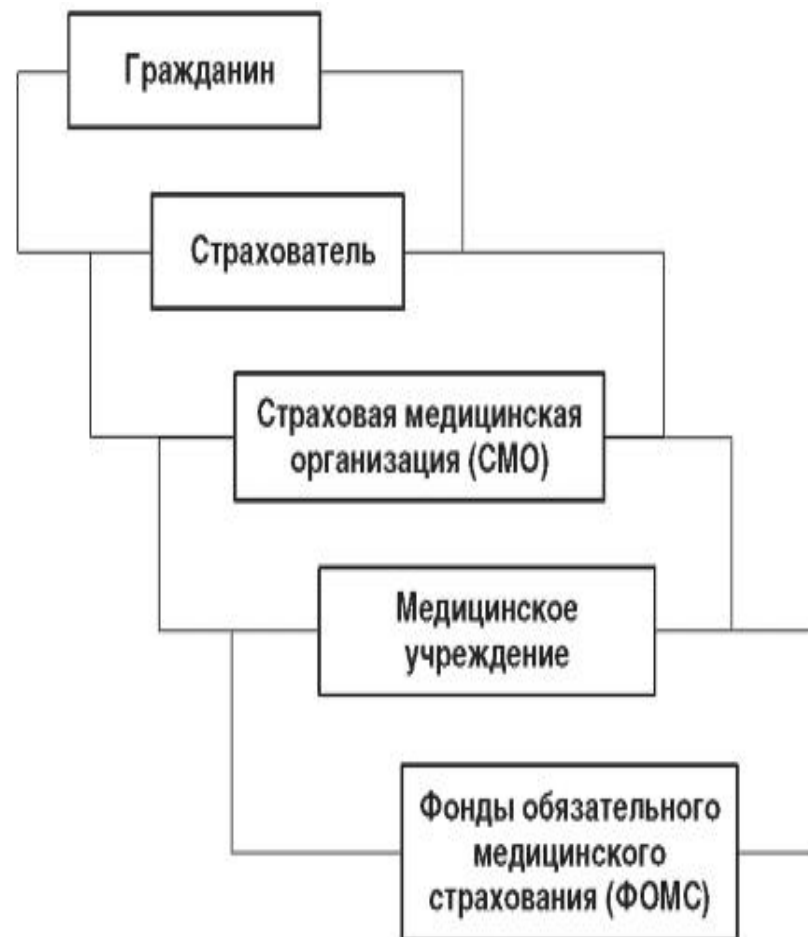 Гражданин
Страхователь
Страховая медицинская
организация (СМО)
Медицинское
учреждение
Фонды обязательного
медицинского
страхования (ФОМС)